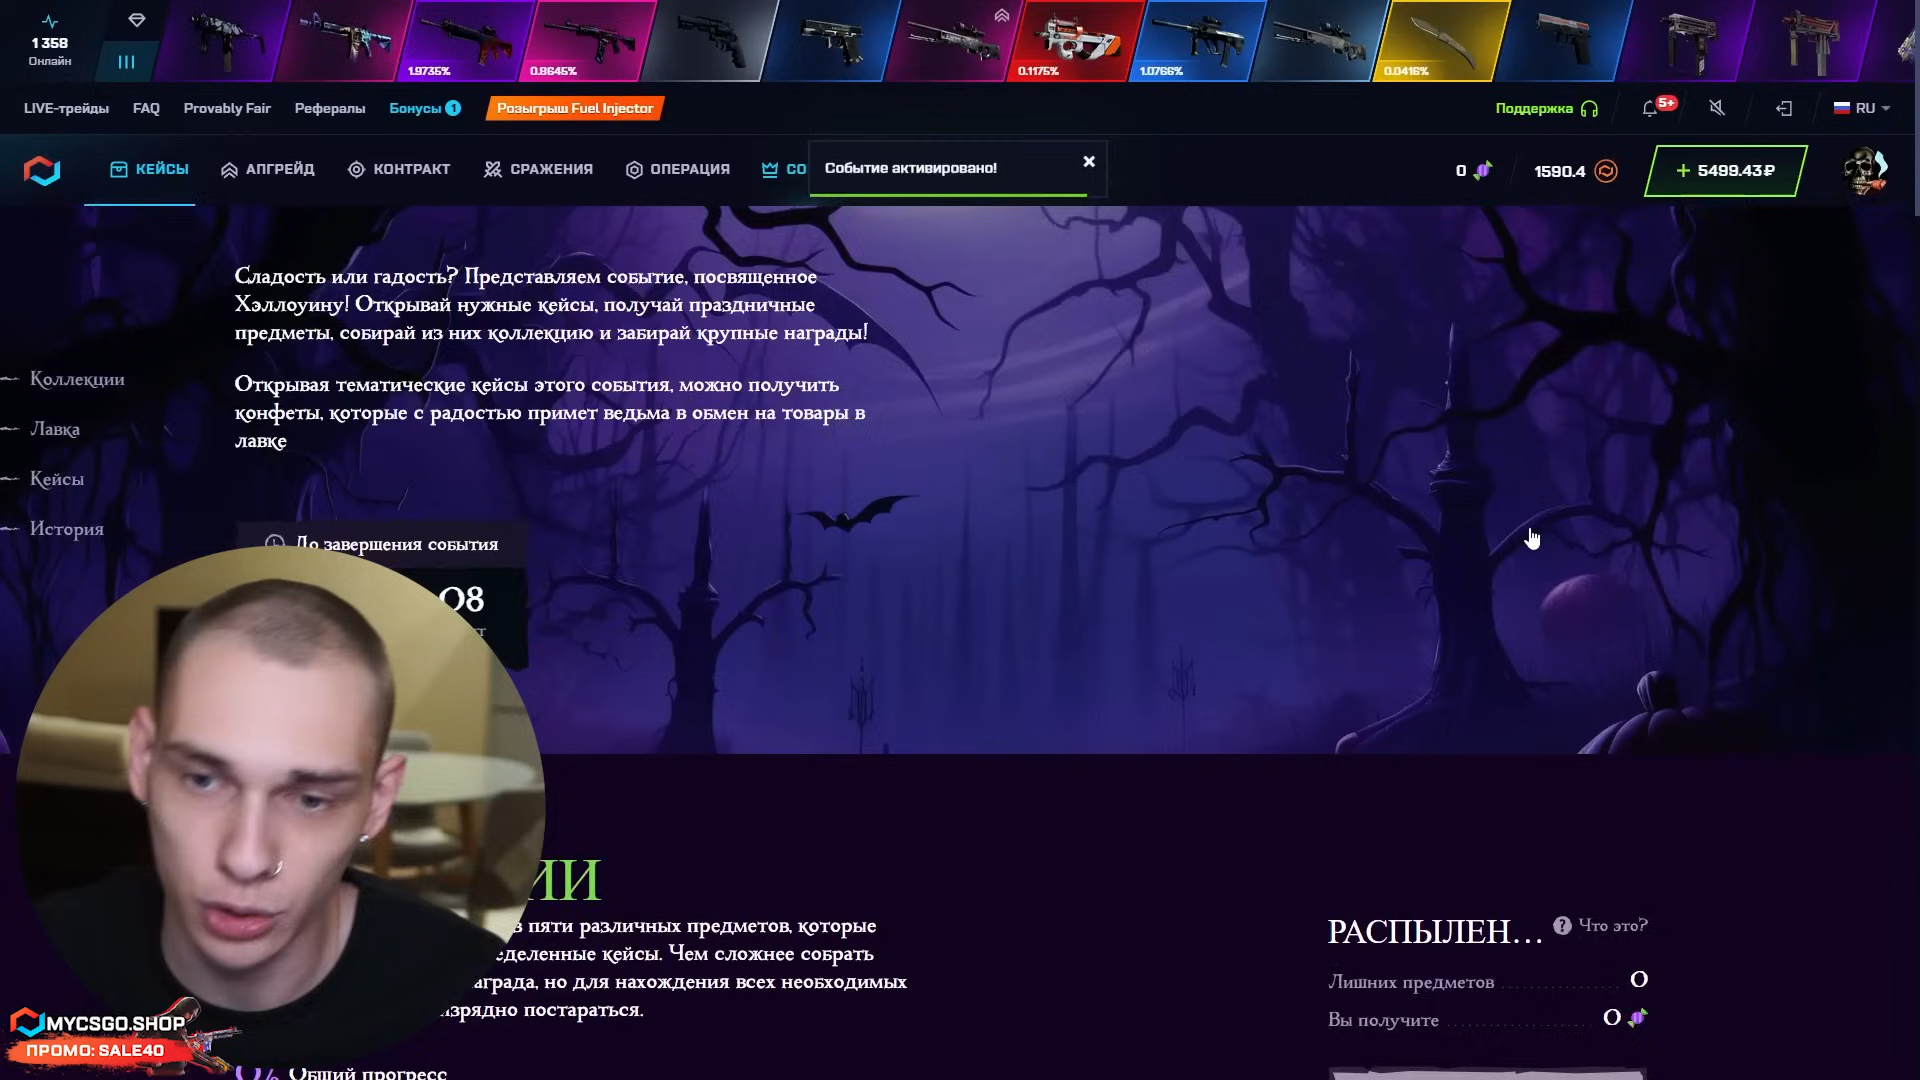 1 358
Онлайн
1.9735%
0.8645%
0.1175%
1.0766%
0.0416%
LIVE-трейды
FAQ
Provably Fair
Рефералы
Бонусы 1
Розыгрыш Fuel Injector
Поддержка
5+
RU
КЕЙСЫ
АПГРЕЙД
КОНТРАКТ
СРАЖЕНИЯ
ОПЕРАЦИЯ
СО
Событие активировано!
0
1590.4
+ 5499.43₽
Сладость или гадость? Представляем событие, посвященное
Хэллоуину! Открывай нужные кейсы, получай праздничные
предметы, собирай из них коллекцию и забирай крупные награды!
Открывая тематические кейсы этого события, можно получить
конфеты, которые с радостью примет ведьма в обмен на товары в
лавке
Коллекции
Лавка
Кейсы
История
До завершения события
08
ИИ
пяти различных предметов, которые
еделенные кейсы. Чем сложнее собрать
аграда, но для нахождения всех необходимых
изрядно постараться.
Общий прогресс
РАСПЫЛЕН...
? Что это?
Лишних предметов 0
Вы получите 0
MYCSGO.SHOP
ПРОМО: SALE40